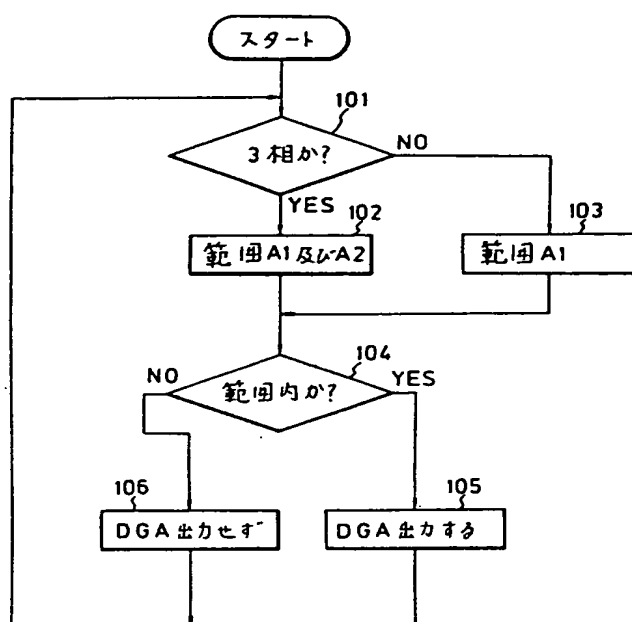 スタート
101
3相か?
NO
YES
102
103
範囲A1及びA2
範囲A1
104
NO
YES
範囲内か?
106
105
DGA出力せず
DGA出力する